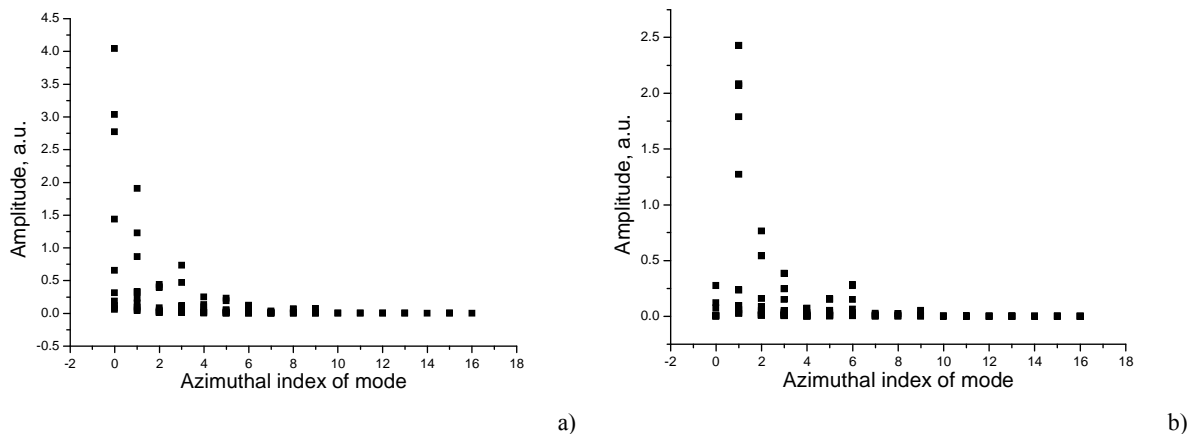 4.5
4.0
3.5
3.0
2.5
2.0
1.5
1.0
0.5
0.0
-0.5
Amplitude, a.u.
-2 0 2 4 6 8 10 12 14 16 18
Azimuthal index of mode
a)
2.5
2.0
1.5
1.0
0.5
0.0
Amplitude, a.u.
-2 0 2 4 6 8 10 12 14 16 18
Azimuthal index of mode
b)